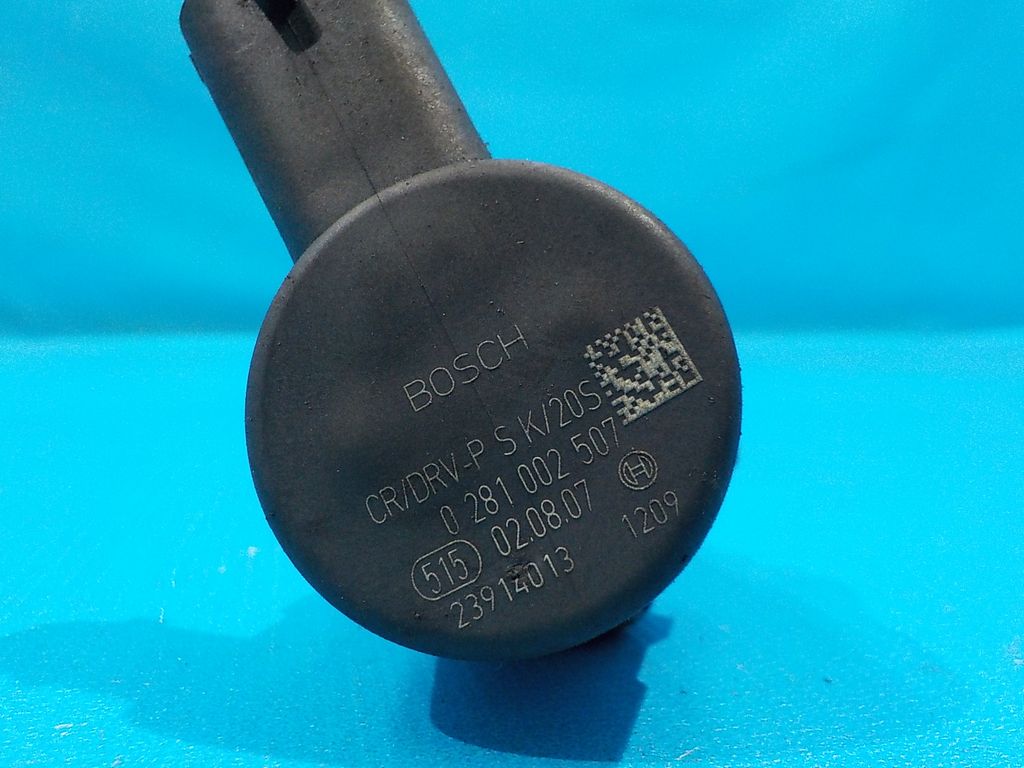 BOSCH
CR/DRV-P S K/20S
0 281 002 507
515 02.08.07
23914013 1209